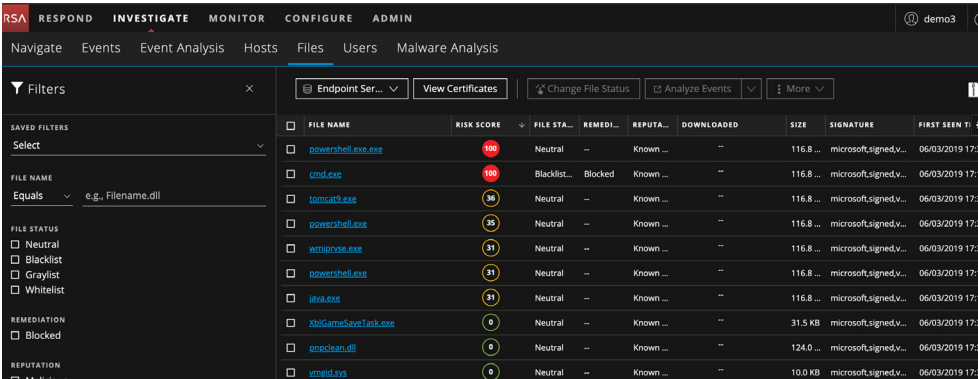 RSA RESPOND INVESTIGATE MONITOR CONFIGURE ADMIN demo3
Navigate Events Event Analysis Hosts Files Users Malware Analysis
Filters
Endpoint Ser... View Certificates Change File Status Analyze Events More
SAVED FILTERS
Select
FILE NAME
Equals e.g., Filename.dll
FILE STATUS
Neutral
Blacklist
Graylist
Whitelist
REMEDIATION
Blocked
REPUTATION
FILE NAME RISK SCORE FILE STA... REMEDI... REPUTA... DOWNLOADED SIZE SIGNATURE FIRST SEEN TI
powershell.exe.exe 100 Neutral -- Known ... -- 116.8 ... microsoft,signed,v... 06/03/2019 17:
cmd.exe 100 Blacklist... Blocked Known ... -- 116.8 ... microsoft,signed,v... 06/03/2019 17:
tomcat9.exe 36 Neutral -- Known ... -- 116.8 ... microsoft,signed,v... 06/03/2019 17:
powershell.exe 35 Neutral -- Known ... -- 116.8 ... microsoft,signed,v... 06/03/2019 17:
wmiprvse.exe 31 Neutral -- Known ... -- 116.8 ... microsoft,signed,v... 06/03/2019 17:
powershell.exe 31 Neutral -- Known ... -- 116.8 ... microsoft,signed,v... 06/03/2019 17:
java.exe 31 Neutral -- Known ... -- 116.8 ... microsoft,signed,v... 06/03/2019 17:
XblGameSaveTask.exe 0 Neutral -- Known ... -- 31.5 KB microsoft,signed,v... 06/03/2019 17:
pnpclean.dll 0 Neutral -- Known ... -- 124.0 ... microsoft,signed,v... 06/03/2019 17:
vmgid.sys 0 Neutral -- Known ... -- 10.0 KB microsoft,signed,v... 06/03/2019 17: